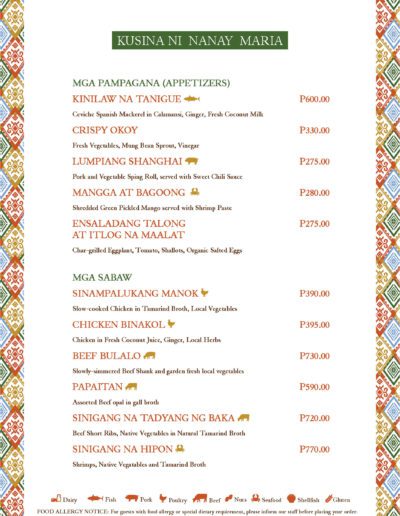 KUSINA NI NANAY MARIA
MGA PAMPAGANA (APPETIZERS)
KINILAW NA TANIGUE P600.00
Ceviche Spanish Mackerel in Calamansi, Ginger, Fresh Coconut Milk
CRISPY OKOY P330.00
Fresh Vegetables, Mung Bean Sprout, Vinegar
LUMPIANG SHANGHAI P275.00
Pork and Vegetable Sping Roll, served with Sweet Chili Sauce
MANGGA AT BAGOONG P280.00
Shredded Green Pickled Mango served with Shrimp Paste
ENSALADANG TALONG P275.00
AT ITLOG NA MAALAT
Char-grilled Eggplant, Tomato, Shallots, Organic Salted Eggs
MGA SABAW
SINAMPALUKANG MANOK P390.00
Slow-cooked Chicken in Tamarind Broth, Local Vegetables
CHICKEN BINAKOL P395.00
Chicken in Fresh Coconut Juice, Ginger, Local Herbs
BEEF BULALO P730.00
Slowly-simmered Beef Shank and garden fresh local vegetables
PAPAITAN P590.00
Assorted Beef opal in gall broth
SINIGANG NA TADYANG NG BAKA P720.00
Beef Short Ribs, Native Vegetables in Natural Tamarind Broth
SINIGANG NA HIPON P770.00
Shrimps, Native Vegatables and Tamarind Broth
Dairy Fish Pork Poultry Beef Nuts Seafood Shellfish Gluten
FOOD ALLERGY NOTICE: For guests with food allergy or special dietary requirement, please inform our staff before placing your order.